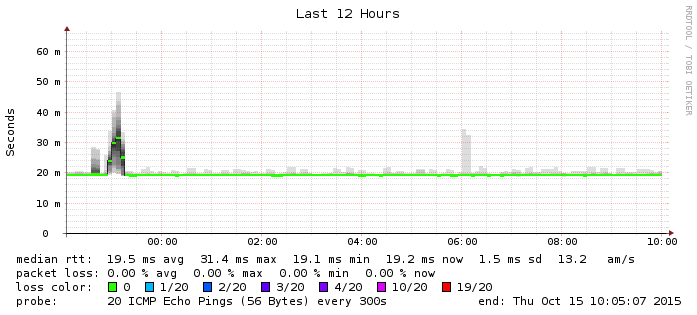 Last 12 Hours
RRDTOOL / TOBI OETIKER
Seconds
60 m
50 m
40 m
30 m
20 m
10 m
0
00:00 02:00 04:00 06:00 08:00 10:00
median rtt: 19.5 ms avg 31.4 ms max 19.1 ms min 19.2 ms now 1.5 ms sd 13.2 am/s
packet loss: 0.00 % avg 0.00 % max 0.00 % min 0.00 % now
loss color: 0 1/20 2/20 3/20 4/20 10/20 19/20
probe: 20 ICMP Echo Pings (56 Bytes) every 300s end: Thu Oct 15 10:05:07 2015